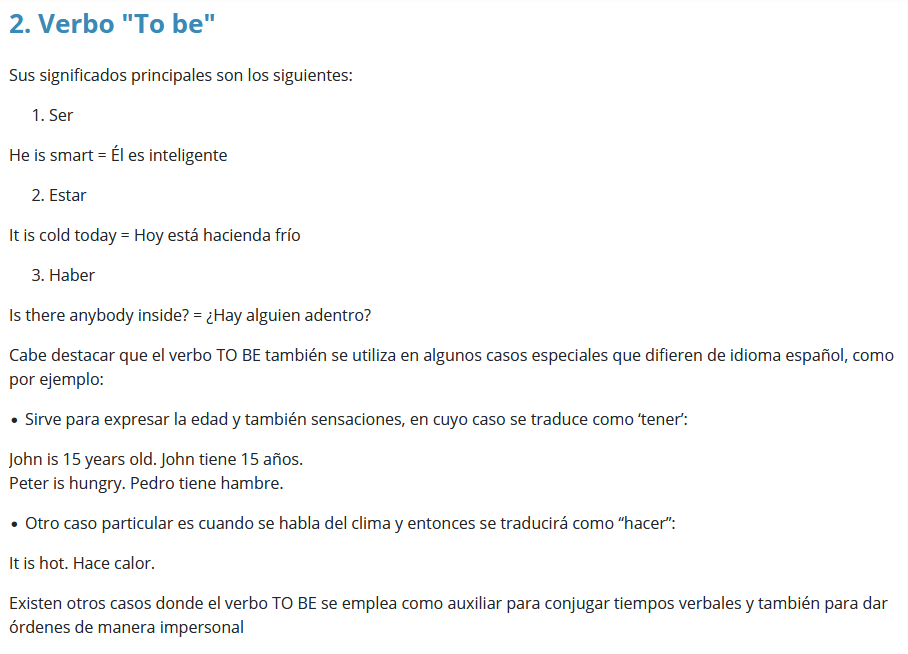 2. Verbo "To be"
Sus significados principales son los siguientes:
1. Ser
He is smart = Él es inteligente
2. Estar
It is cold today = Hoy está hacienda frío
3. Haber
Is there anybody inside? = ¿Hay alguien adentro?
Cabe destacar que el verbo TO BE también se utiliza en algunos casos especiales que difieren de idioma español, como
por ejemplo:
• Sirve para expresar la edad y también sensaciones, en cuyo caso se traduce como ‘tener’:
John is 15 years old. John tiene 15 años.
Peter is hungry. Pedro tiene hambre.
• Otro caso particular es cuando se habla del clima y entonces se traducirá como “hacer”:
It is hot. Hace calor.
Existen otros casos donde el verbo TO BE se emplea como auxiliar para conjugar tiempos verbales y también para dar
órdenes de manera impersonal